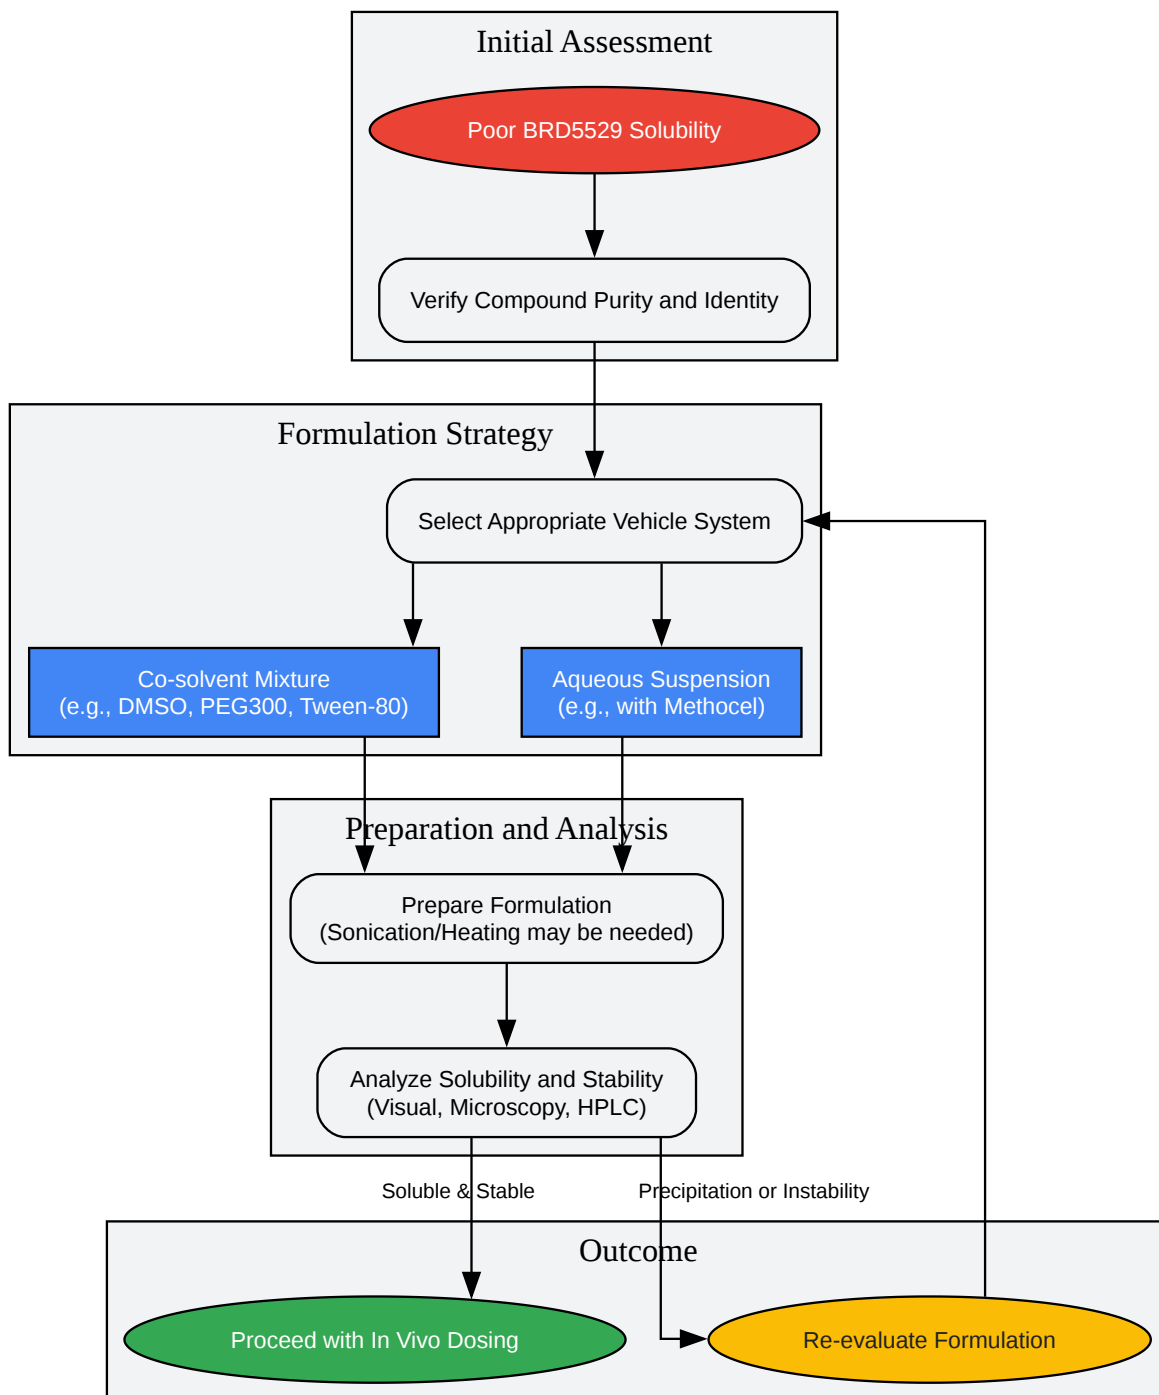 Initial Assessment
Poor BRD5529 Solubility
Verify Compound Purity and Identity
Formulation Strategy
Select Appropriate Vehicle System
Co-solvent Mixture
(e.g., DMSO, PEG300, Tween-80)
Aqueous Suspension
(e.g., with Methocel)
Preparation and Analysis
Prepare Formulation
(Sonication/Heating may be needed)
Analyze Solubility and Stability
(Visual, Microscopy, HPLC)
Soluble & Stable
Precipitation or Instability
Outcome
Proceed with In Vivo Dosing
Re-evaluate Formulation